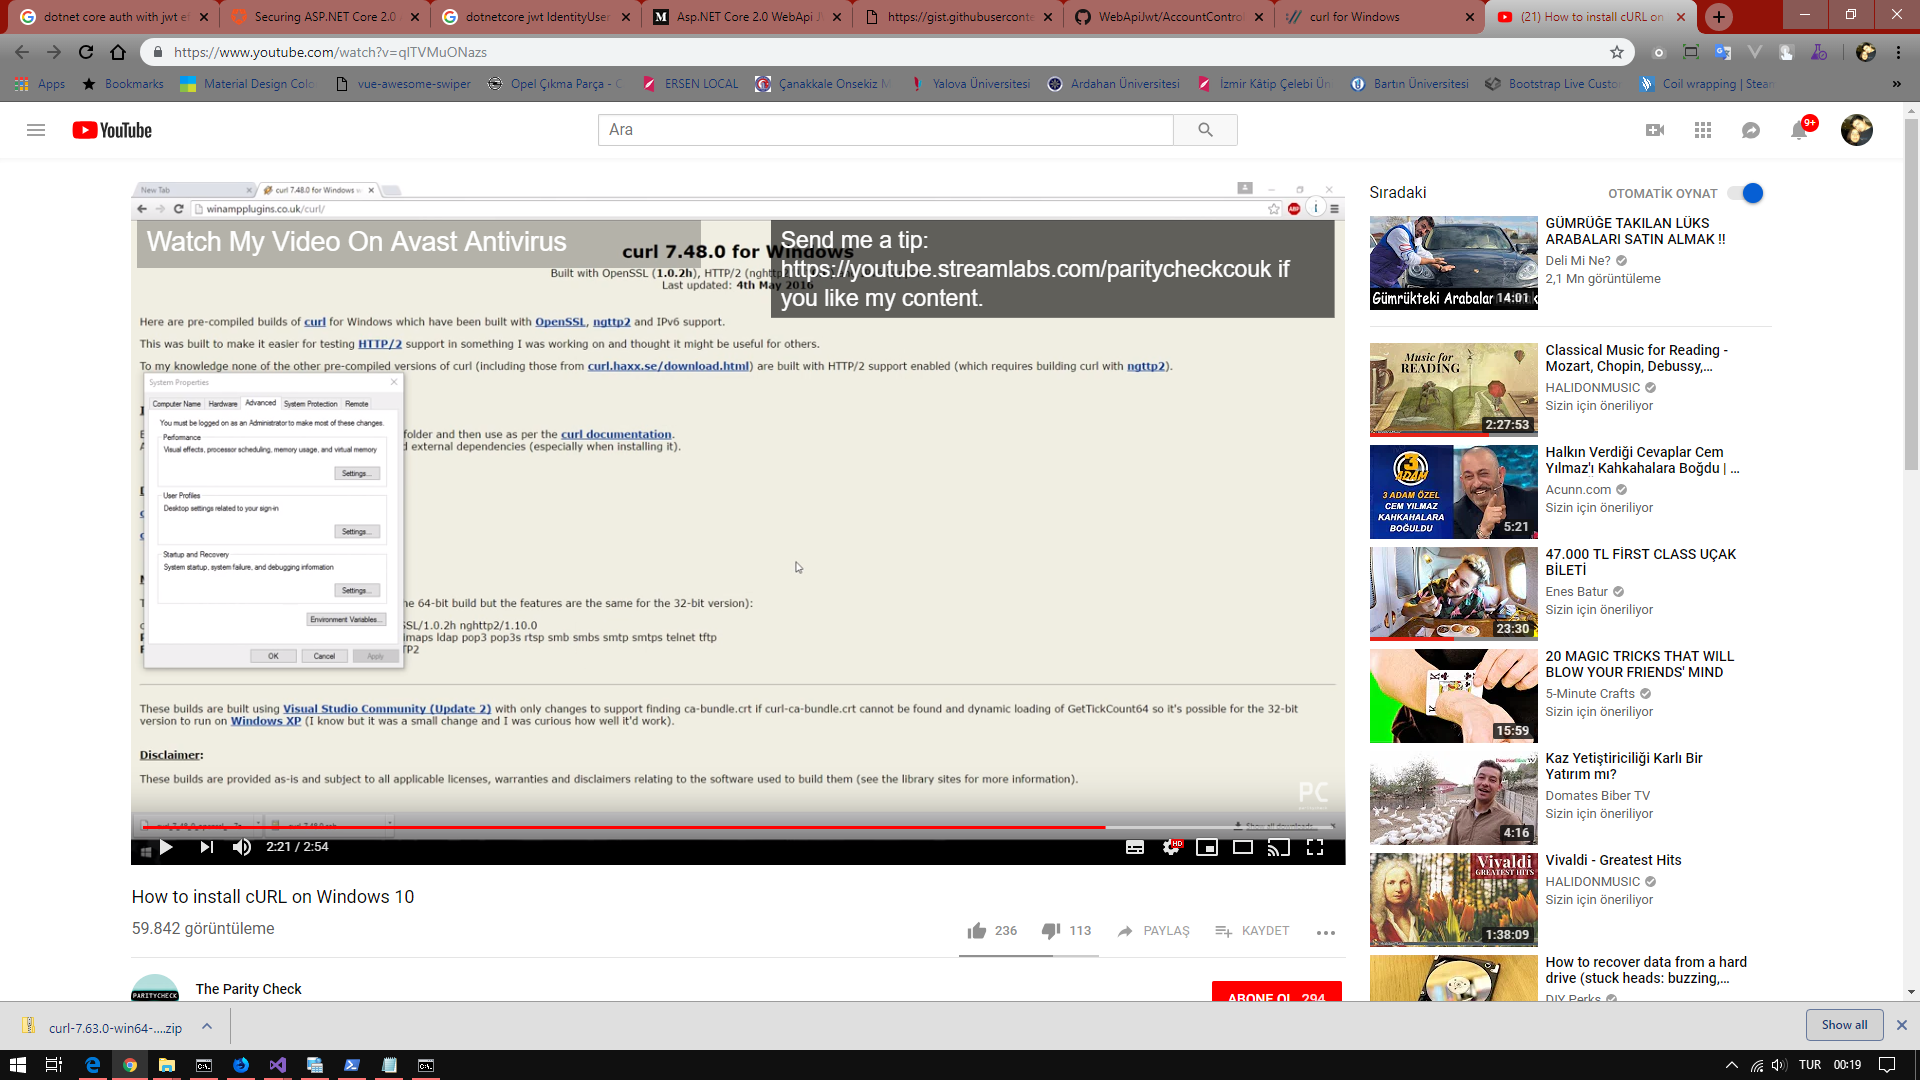 dotnet core auth with jwt ef
Securing ASP.NET Core 2.0
dotnetcore jwt IdentityUser
Asp.NET Core 2.0 WebApi
https://gist.githubuserconte
WebApiJwt/AccountControl
curl for Windows
(21) How to install cURL on
https://www.youtube.com/watch?v=qlTVMuONazs
Apps
Bookmarks
Material Design Colo
vue-awesome-swiper
Opel Çıkma Parça -
ERSEN LOCAL
Çanakkale Onsekiz
Yalova Üniversitesi
Ardahan Üniversitesi
İzmir Kâtip Çelebi Ün
Bartın Üniversitesi
Bootstrap Live Custo
Coil wrapping | Stean
YouTube
Ara
9+
New Tab
curl 7.48.0 for Windows
winampplugins.co.uk/curl/
Watch My Video On Avast Antivirus
curl 7.48.0 for Windows
Send me a tip:
https://youtube.streamlabs.com/paritycheckcouk if
you like my content.
Built with OpenSSL (1.0.2h), HTTP/2
Last updated: 4th May 2016
Here are pre-compiled builds of curl for Windows which have been built with OpenSSL, ngttp2 and IPv6 support.
This was built to make it easier for testing HTTP/2 support in something I was working on and thought it might be useful for others.
To my knowledge none of the other pre-compiled versions of curl (including those from curl.haxx.se/download.html) are built with HTTP/2 support enabled (which requires building curl with ngttp2).
System Properties
Computer Name Hardware Advanced System Protection Remote
You must be logged on as an Administrator to make most of these changes.
Performance
Visual effects, processor scheduling, memory usage, and virtual memory
Settings...
User Profiles
Desktop settings related to your sign-in
Settings...
Startup and Recovery
System startup, system failure, and debugging information
Settings...
Environment Variables...
OK Cancel Apply
folder and then use as per the curl documentation.
external dependencies (especially when installing it).
he 64-bit build but the features are the same for the 32-bit version):
SL/1.0.2h nghttp2/1.10.0
imaps ldap pop3 pop3s rtsp smb smbs smtp smtps telnet tftp
TP2
These builds are built using Visual Studio Community (Update 2) with only changes to support finding ca-bundle.crt if curl-ca-bundle.crt cannot be found and dynamic loading of GetTickCount64 so it's possible for the 32-bit
version to run on Windows XP (I know but it was a small change and I was curious how well it'd work).
Disclaimer:
These builds are provided as-is and subject to all applicable licenses, warranties and disclaimers relating to the software used to build them (see the library sites for more information).
PC
Show all downloads...
2:21 / 2:54
HD
How to install cURL on Windows 10
59.842 görüntüleme
236
113
PAYLAŞ
KAYDET
PARITYCHECK
The Parity Check
ABONE OL 294
Sıradaki
OTOMATİK OYNAT
Gümrükteki Arabalar
14:01
GÜMRÜĞE TAKILAN LÜKS
ARABALARI SATIN ALMAK !!
Deli Mi Ne?
2,1 Mn görüntüleme
Music for
READING
2:27:53
Classical Music for Reading -
Mozart, Chopin, Debussy,...
HALIDONMUSIC
Sizin için öneriliyor
3
ADAM
3 ADAM ÖZEL
CEM YILMAZ
KAHKAHALARA
BOĞULDU
5:21
Halkın Verdiği Cevaplar Cem
Yılmaz'ı Kahkahalara Boğdu | ...
Acunn.com
Sizin için öneriliyor
23:30
47.000 TL FİRST CLASS UÇAK
BİLETİ
Enes Batur
Sizin için öneriliyor
K
15:59
20 MAGIC TRICKS THAT WILL
BLOW YOUR FRIENDS' MIND
5-Minute Crafts
Sizin için öneriliyor
4:16
Kaz Yetiştiriciliği Karlı Bir
Yatırım mı?
Domates Biber TV
Sizin için öneriliyor
Vivaldi
GREATEST HITS
1:38:09
Vivaldi - Greatest Hits
HALIDONMUSIC
Sizin için öneriliyor
How to recover data from a hard
drive (stuck heads: buzzing,...
DIY Perks
curl-7.63.0-win64-....zip
Show all
TUR
00:19